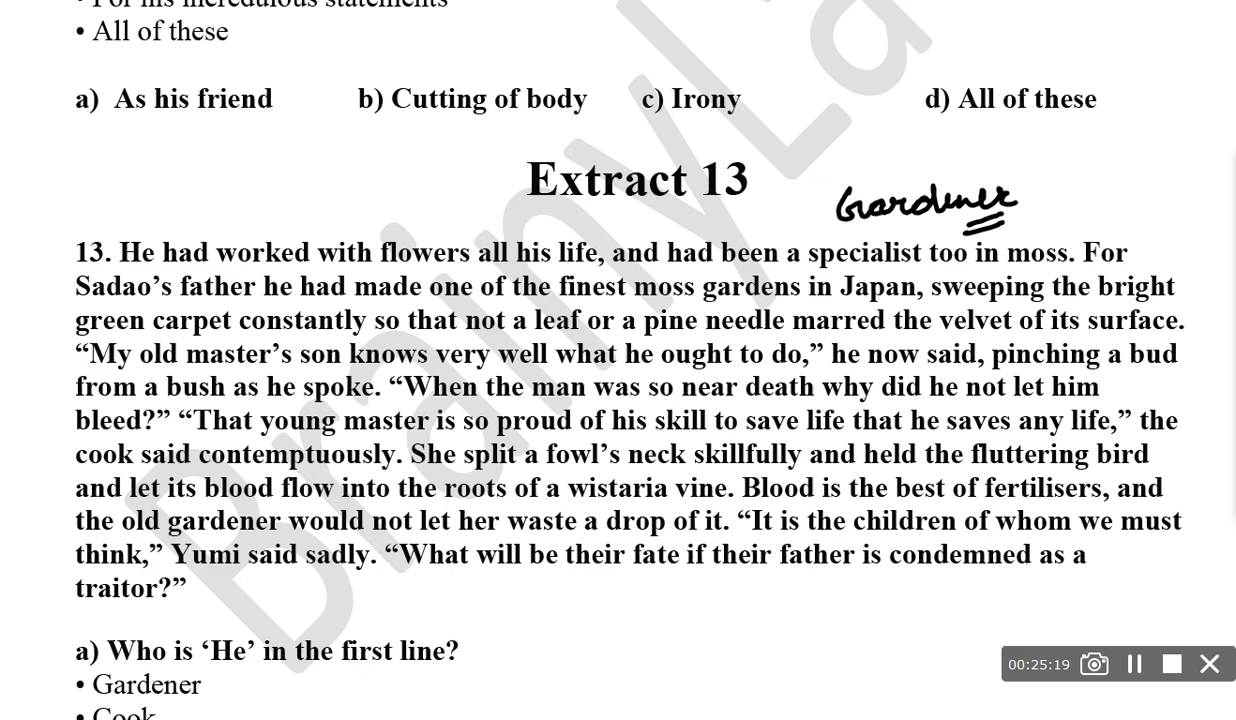 • For his incredulous statements
• All of these
a) As his friend b) Cutting of body c) Irony d) All of these
Extract 13
Gardener
13. He had worked with flowers all his life, and had been a specialist too in moss. For
Sadao’s father he had made one of the finest moss gardens in Japan, sweeping the bright
green carpet constantly so that not a leaf or a pine needle marred the velvet of its surface.
“My old master’s son knows very well what he ought to do,” he now said, pinching a bud
from a bush as he spoke. “When the man was so near death why did he not let him
bleed?” “That young master is so proud of his skill to save life that he saves any life,” the
cook said contemptuously. She split a fowl’s neck skillfully and held the fluttering bird
and let its blood flow into the roots of a wistaria vine. Blood is the best of fertilisers, and
the old gardener would not let her waste a drop of it. “It is the children of whom we must
think,” Yumi said sadly. “What will be their fate if their father is condemned as a
traitor?”
a) Who is ‘He’ in the first line?
• Gardener
00:25:19
• Cook
BrainyLa